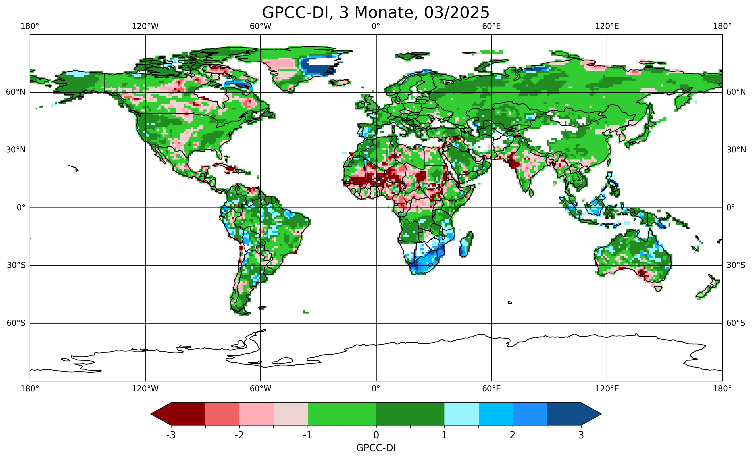 GPCC-DI, 3 Monate, 03/2025
180° 120°W 60°W 0° 60°E 120°E 180°
60°N 60°N
30°N 30°N
0° 0°
30°S 30°S
60°S 60°S
180° 120°W 60°W 0° 60°E 120°E 180°
-3 -2 -1 0 1 2 3
GPCC-DI